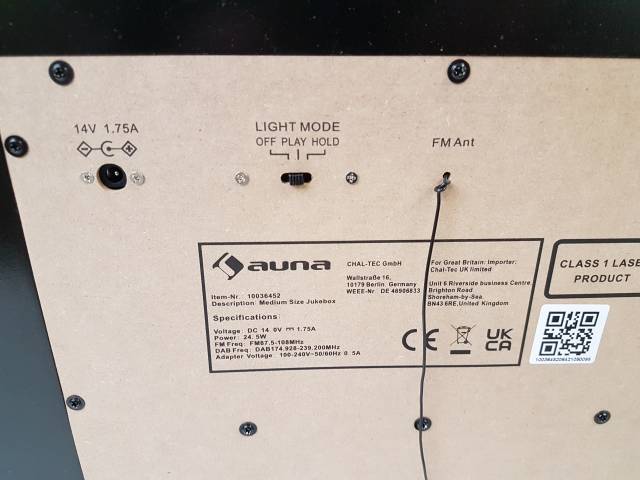 14V 1.75A
LIGHT MODE
OFF PLAY HOLD
FM Ant
auna
CHAL-TEC GmbH
Wallstraße 16,
10179 Berlin. Germany
WEEE-Nr DE 46906833
For Great Britain: Importer:
Chal-Tec UK limited
Unit 6 Riverside business Centre,
Brighton Road
Shoreham-by-Sea
BN43 6RE, United Kingdom
Item-Nr. 10036452
Description: Medium Size Jukebox
Specifications
Voltage: DC 14.0V 1.75A
Power: 24.5W
FM Freq. FM87.5-108MHz
DAB Freq: DAB174.928-239.200MHz
Adapter Voltage: 100-240V~50/60Hz 0.5A
CE
UK
CA
CLASS 1 LASE
PRODUCT